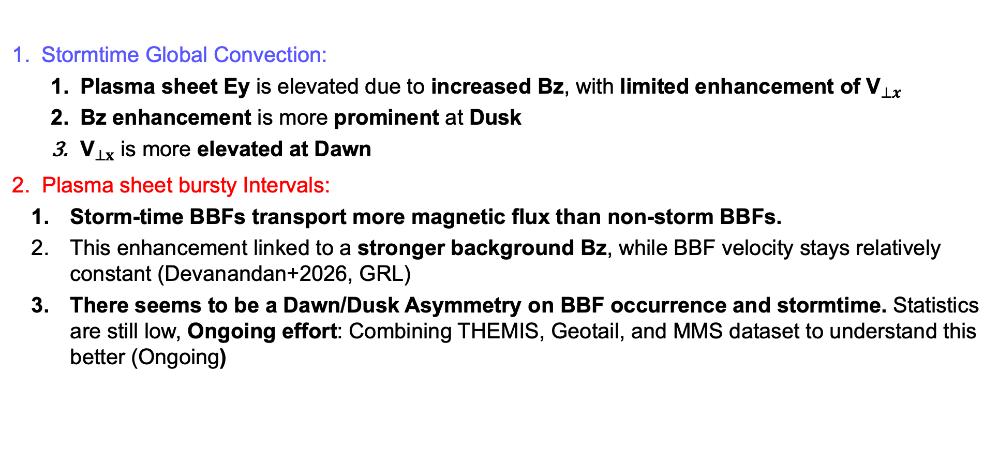 1. Stormtime Global Convection:
1. Plasma sheet Ey is elevated due to increased Bz, with limited enhancement of V⊥x
2. Bz enhancement is more prominent at Dusk
3. V⊥x is more elevated at Dawn
2. Plasma sheet bursty Intervals:
1. Storm-time BBFs transport more magnetic flux than non-storm BBFs.
2. This enhancement linked to a stronger background Bz, while BBF velocity stays relatively
constant (Devanandan+2026, GRL)
3. There seems to be a Dawn/Dusk Asymmetry on BBF occurrence and stormtime. Statistics
are still low, Ongoing effort: Combining THEMIS, Geotail, and MMS dataset to understand this
better (Ongoing)